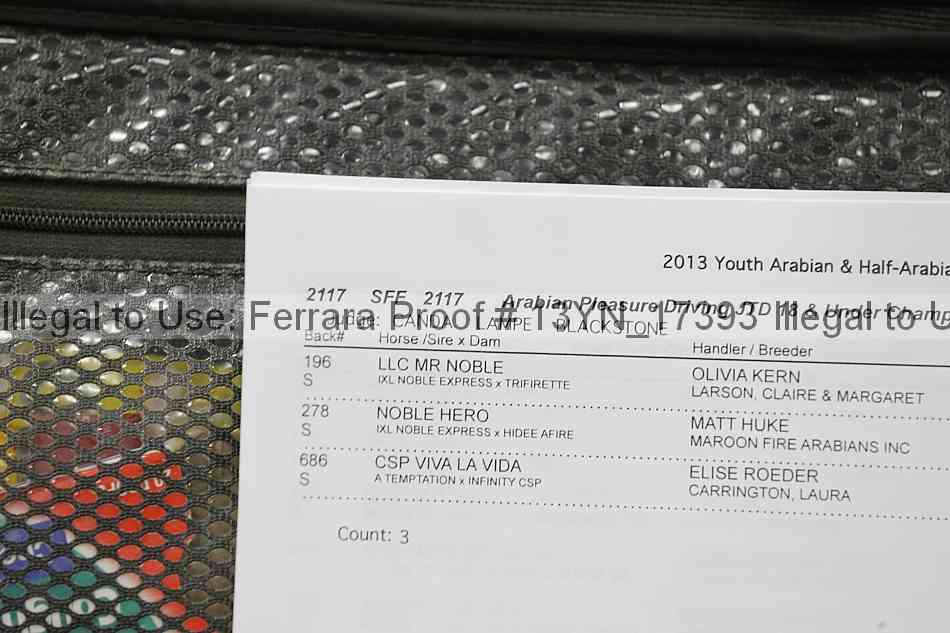 2013 Youth Arabian & Half-Arabia
2117 SFF 2117 Arabian Pleasure Driving JTD 18 & Under Champ
Illegal to Use. Ferrara Proof # 13YN_17393 Illegal to U
CANDA LAMPE BLACKSTONE
Back# Horse /Sire x Dam Handler / Breeder
196 LLC MR NOBLE OLIVIA KERN
S IXL NOBLE EXPRESS x TRIFIRETTE LARSON, CLAIRE & MARGARET
278 NOBLE HERO MATT HUKE
S IXL NOBLE EXPRESS x HIDEE AFIRE MAROON FIRE ARABIANS INC
686 CSP VIVA LA VIDA ELISE ROEDER
S A TEMPTATION x INFINITY CSP CARRINGTON, LAURA
Count: 3